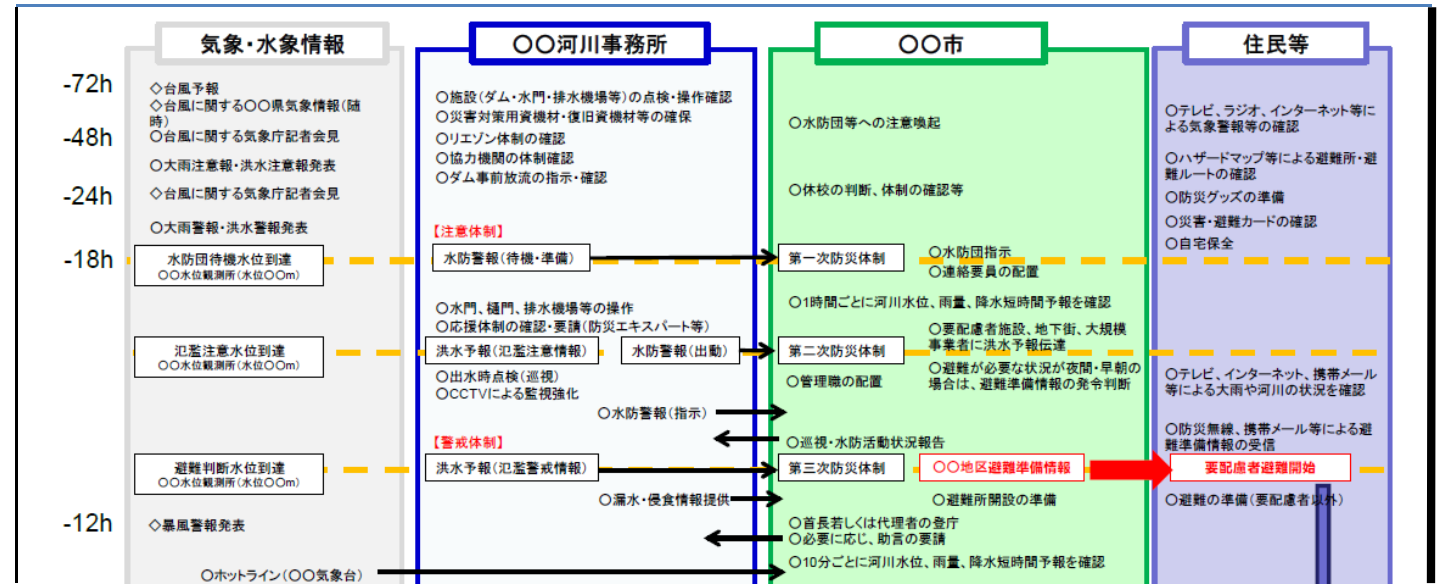 気象・水象情報
〇〇河川事務所
〇〇市
住民等
-72h
-48h
-24h
-18h
-12h
◇台風予報
◇台風に関する〇〇県気象情報(随
時)
〇台風に関する気象庁記者会見
〇大雨注意報・洪水注意報発表
◇台風に関する気象庁記者会見
〇大雨警報・洪水警報発表
水防団待機水位到達
〇〇水位観測所(水位〇〇m)
氾濫注意水位到達
〇〇水位観測所(水位〇〇m)
避難判断水位到達
〇〇水位観測所(水位〇〇m)
◇暴風警報発表
〇ホットライン(〇〇気象台)
〇施設(ダム・水門・排水機場等)の点検・操作確認
〇災害対策用資機材・復旧資機材等の確保
〇リエゾン体制の確認
〇協力機関の体制確認
〇ダム事前放流の指示・確認
【注意体制】
水防警報(待機・準備)
〇水門、樋門、排水機場等の操作
〇応援体制の確認・要請(防災エキスパート等)
洪水予報(氾濫注意情報)
水防警報(出動)
〇出水時点検(巡視)
〇CCTVによる監視強化
〇水防警報(指示)
【警戒体制】
洪水予報(氾濫警戒情報)
〇漏水・侵食情報提供
〇水防団等への注意喚起
〇休校の判断、体制の確認等
第一次防災体制
〇水防団指示
〇連絡要員の配置
〇1時間ごとに河川水位、雨量、降水短時間予報を確認
第二次防災体制
〇要配慮者施設、地下街、大規模
事業者に洪水予報伝達
〇管理職の配置
〇避難が必要な状況が夜間・早朝の
場合は、避難準備情報の発令判断
〇巡視・水防活動状況報告
第三次防災体制
〇〇地区避難準備情報
〇避難所開設の準備
〇首長若しくは代理者の登庁
〇必要に応じ、助言の要請
〇10分ごとに河川水位、雨量、降水短時間予報を確認
〇テレビ、ラジオ、インターネット等に
よる気象警報等の確認
〇ハザードマップ等による避難所・避
難ルートの確認
〇防災グッズの準備
〇災害・避難カードの確認
〇自宅保全
〇テレビ、インターネット、携帯メール
等による大雨や河川の状況を確認
〇防災無線、携帯メール等による避
難準備情報の受信
要配慮者避難開始
〇避難の準備(要配慮者以外)